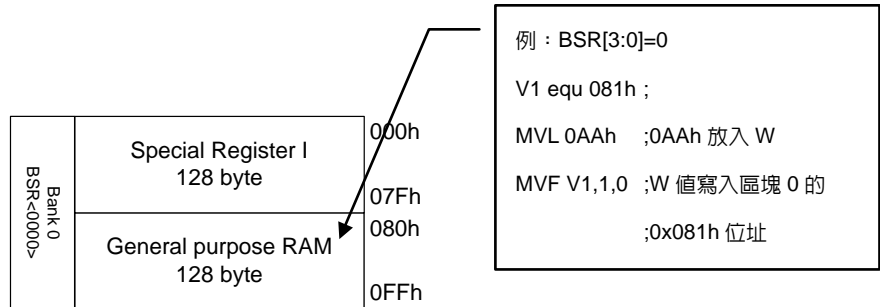 例：BSR[3:0]=0
V1 equ 081h ;
MVL 0AAh ;0AAh 放入 W
MVF V1,1,0 ;W 值寫入區塊 0 的
;0x081h 位址
Bank 0
BSR<0000>
Special Register I
128 byte
000h
07Fh
General purpose RAM
128 byte
080h
0FFh